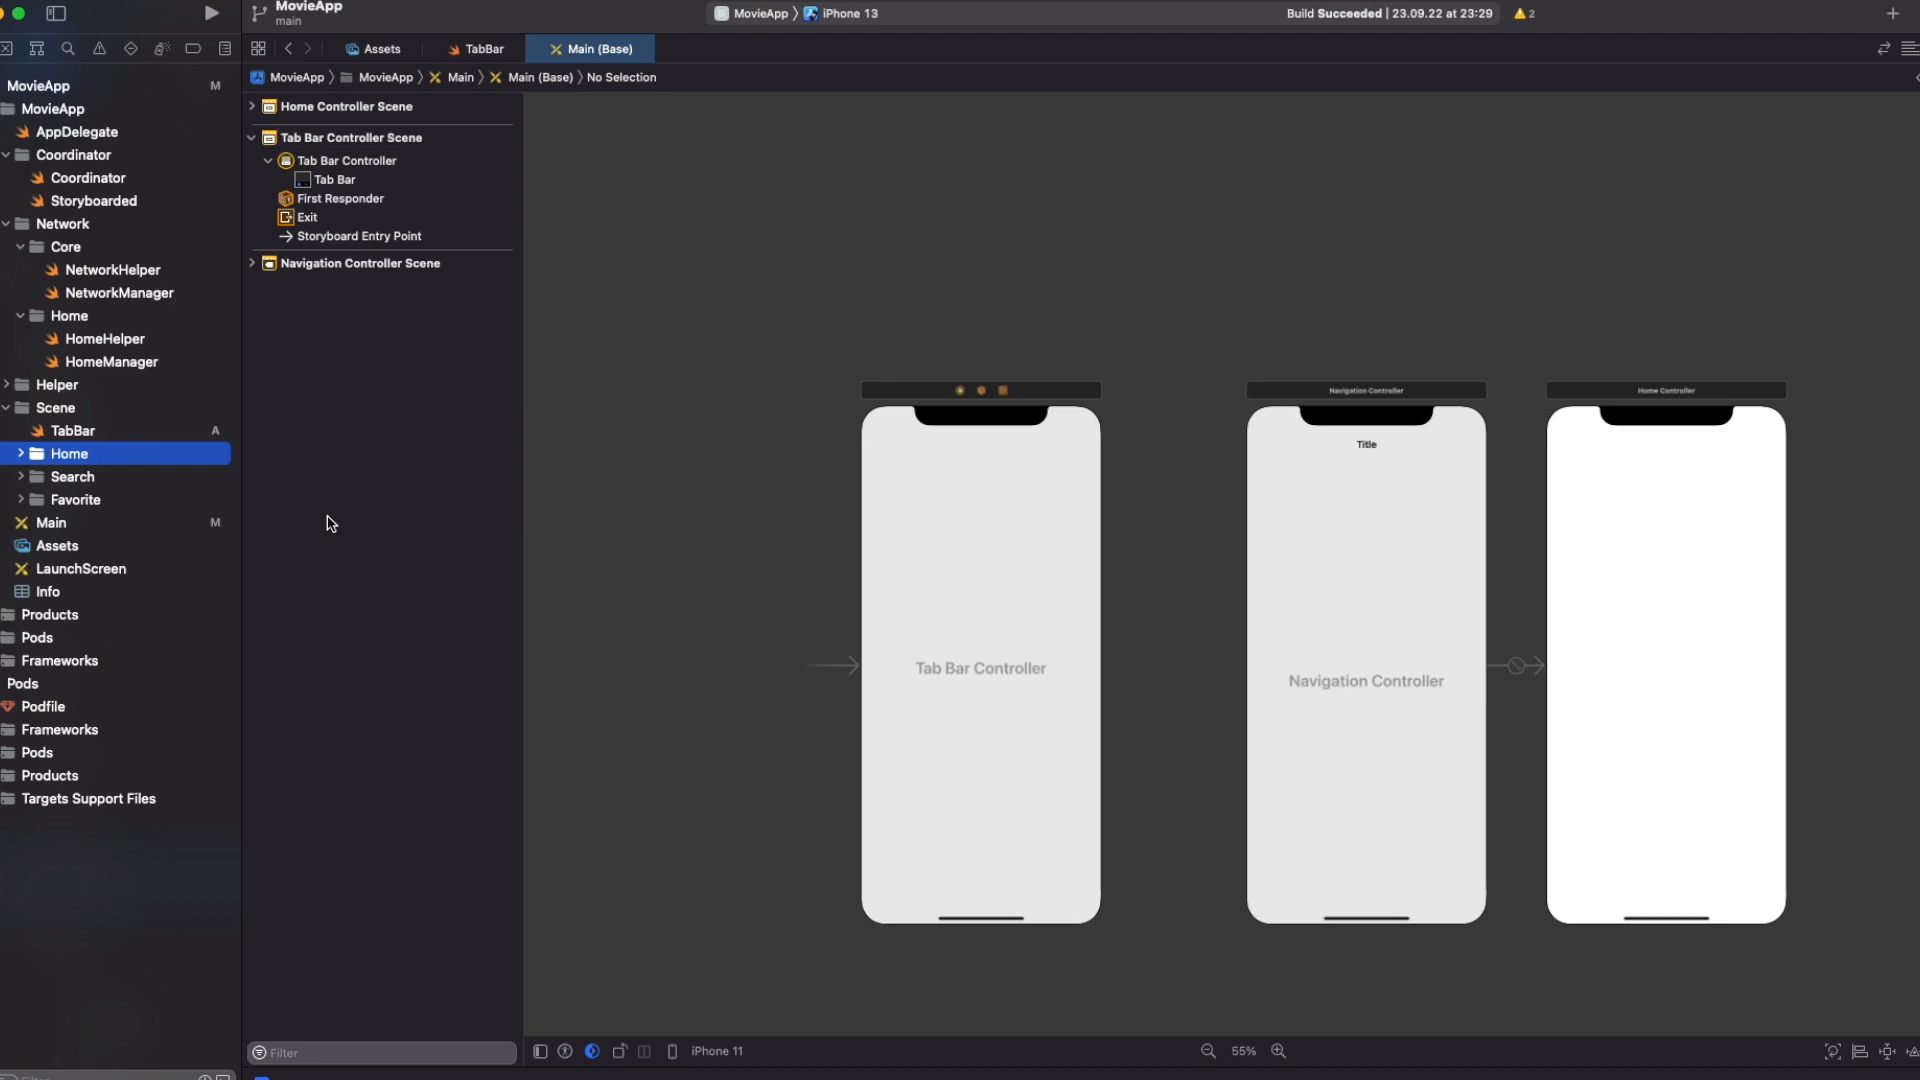 MovieApp
main
MovieApp
iPhone 13
Build Succeeded | 23.09.22 at 23:29
2
Assets
TabBar
Main (Base)
MovieApp
MovieApp
Main
Main (Base)
No Selection
MovieApp M
MovieApp
AppDelegate
Coordinator
Coordinator
Storyboarded
Network
Core
NetworkHelper
NetworkManager
Home
HomeHelper
HomeManager
Helper
Scene
TabBar A
Home
Search
Favorite
Main M
Assets
LaunchScreen
Info
Products
Pods
Frameworks
Pods
Podfile
Frameworks
Pods
Products
Targets Support Files
Home Controller Scene
Tab Bar Controller Scene
Tab Bar Controller
Tab Bar
First Responder
Exit
Storyboard Entry Point
Navigation Controller Scene
Filter
Tab Bar Controller
Navigation Controller
Title
Navigation Controller
Home Controller
iPhone 11
55%